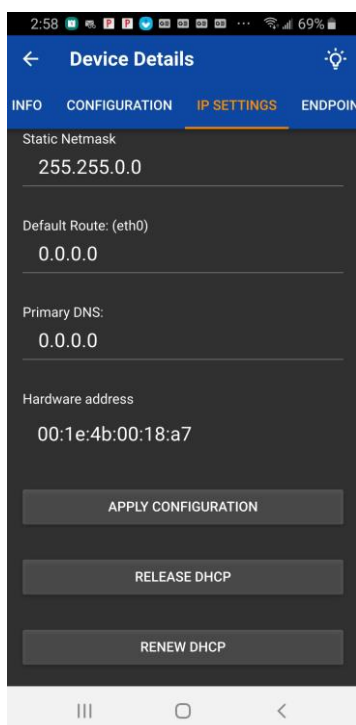 2:58 69%
Device Details
INFO CONFIGURATION IP SETTINGS ENDPOIN
Static Netmask
255.255.0.0
Default Route: (eth0)
0.0.0.0
Primary DNS:
0.0.0.0
Hardware address
00:1e:4b:00:18:a7
APPLY CONFIGURATION
RELEASE DHCP
RENEW DHCP